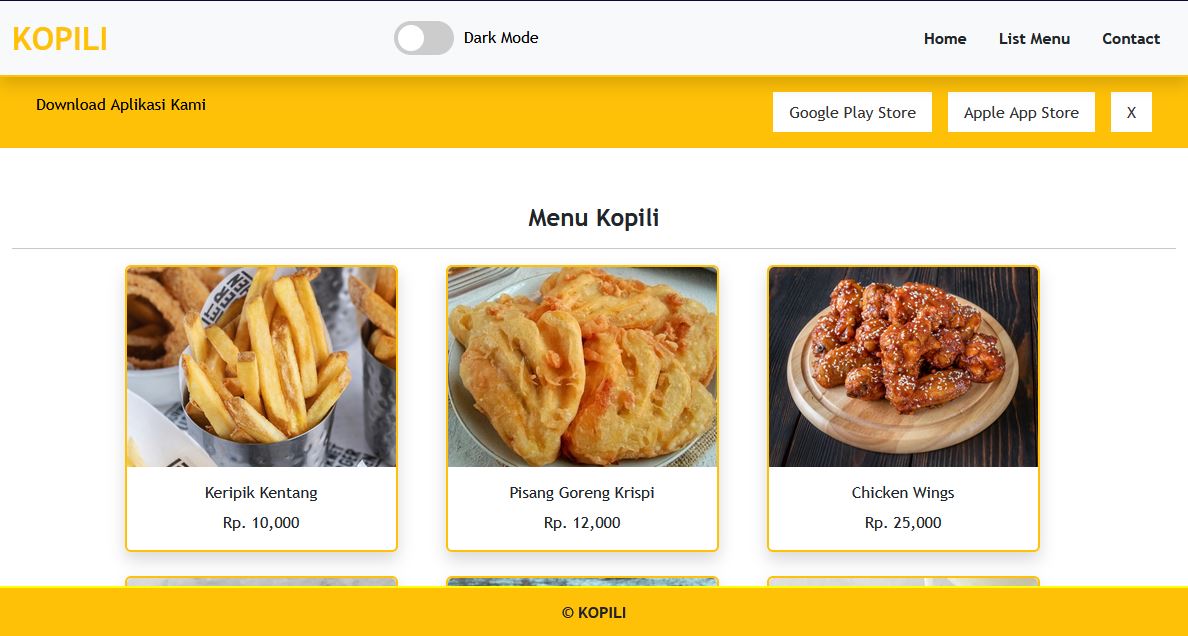 KOPILI
Dark Mode
Home
List Menu
Contact
Download Aplikasi Kami
Google Play Store
Apple App Store
X
Menu Kopili
Keripik Kentang
Rp. 10,000
Pisang Goreng Krispi
Rp. 12,000
Chicken Wings
Rp. 25,000
© KOPILI